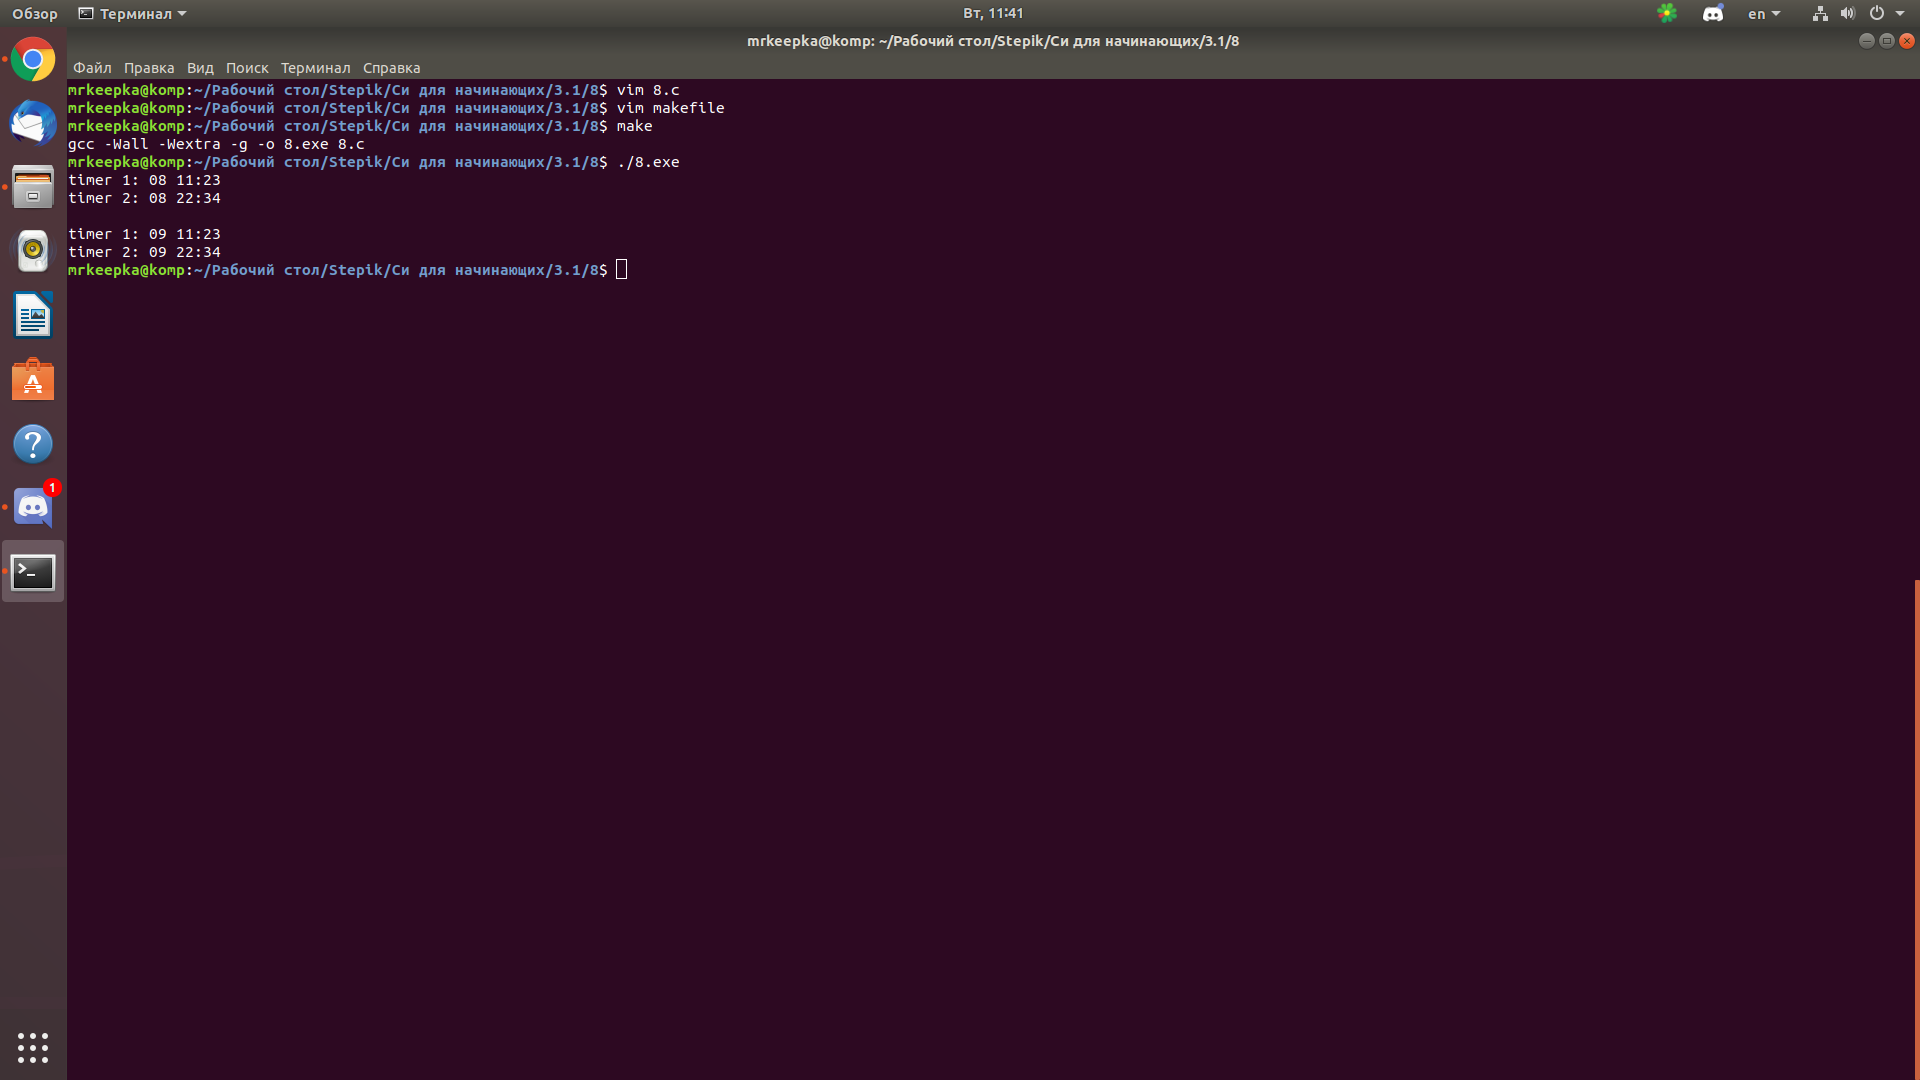 Обзор Терминал Вт, 11:41 en
mrkeepka@komp: ~/Рабочий стол/Stepik/Си для начинающих/3.1/8
Файл Правка Вид Поиск Терминал Справка
mrkeepka@komp:~/Рабочий стол/Stepik/Си для начинающих/3.1/8$ vim 8.c
mrkeepka@komp:~/Рабочий стол/Stepik/Си для начинающих/3.1/8$ vim makefile
mrkeepka@komp:~/Рабочий стол/Stepik/Си для начинающих/3.1/8$ make
gcc -Wall -Wextra -g -o 8.exe 8.c
mrkeepka@komp:~/Рабочий стол/Stepik/Си для начинающих/3.1/8$ ./8.exe
timer 1: 08 11:23
timer 2: 08 22:34
timer 1: 09 11:23
timer 2: 09 22:34
mrkeepka@komp:~/Рабочий стол/Stepik/Си для начинающих/3.1/8$
1